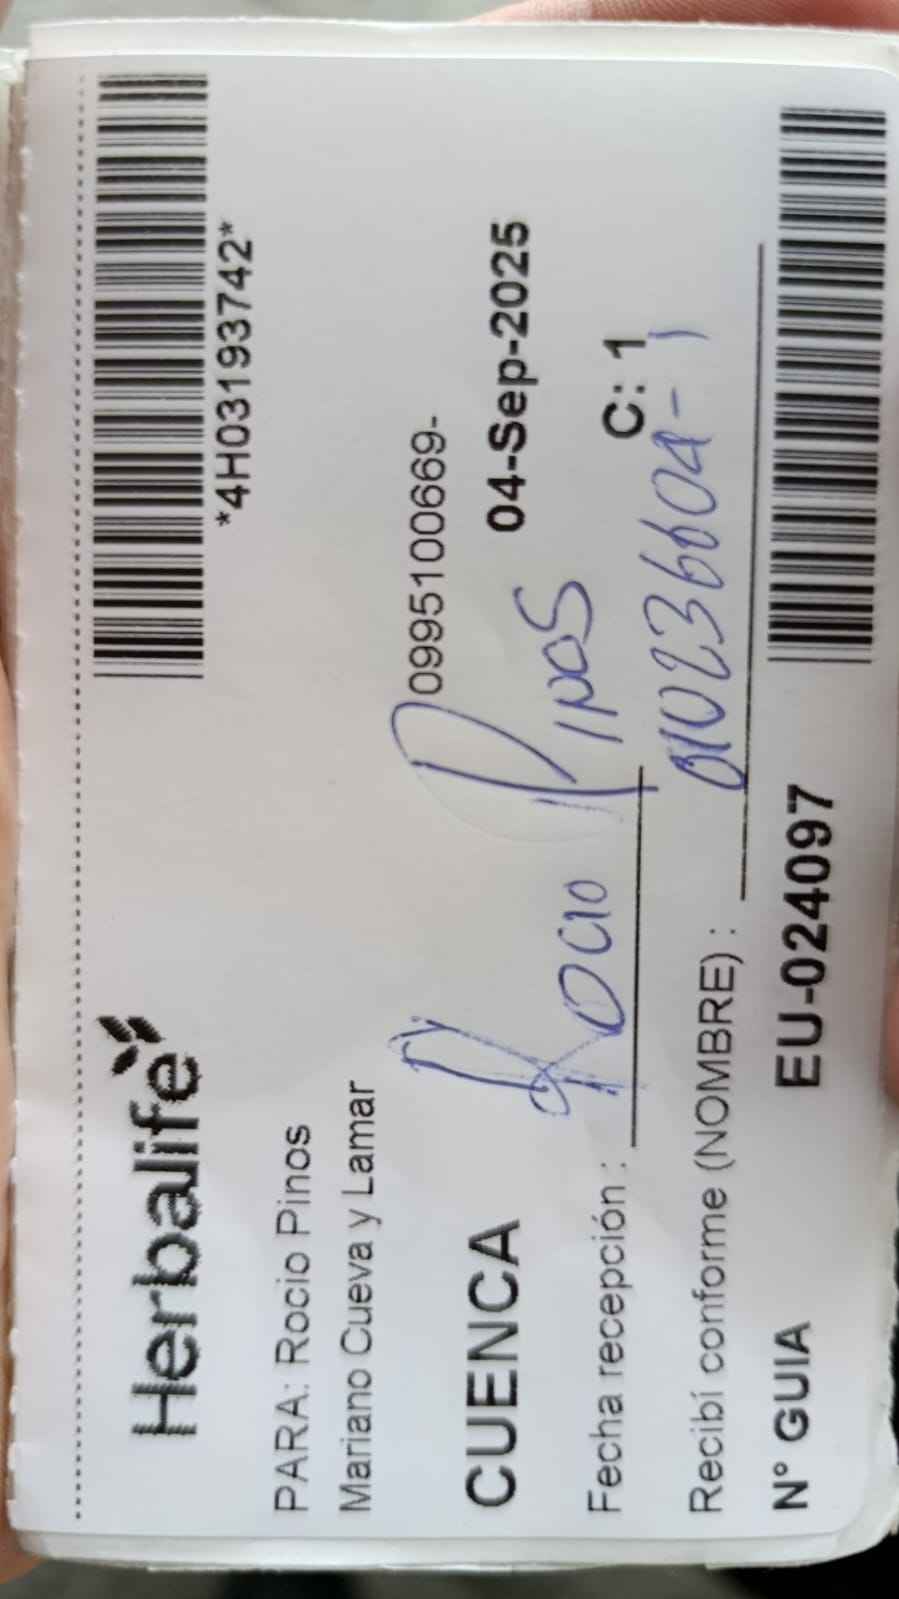 Herbalife
*4H03193742*
PARA: Rocio Pinos
Mariano Cueva y Lamar
0995100669-
CUENCA
04-Sep-2025
Rocio Pinos
Fecha recepción :
C: 1
010236604-1
Recibí conforme (NOMBRE) :
N° GUIA
EU-024097